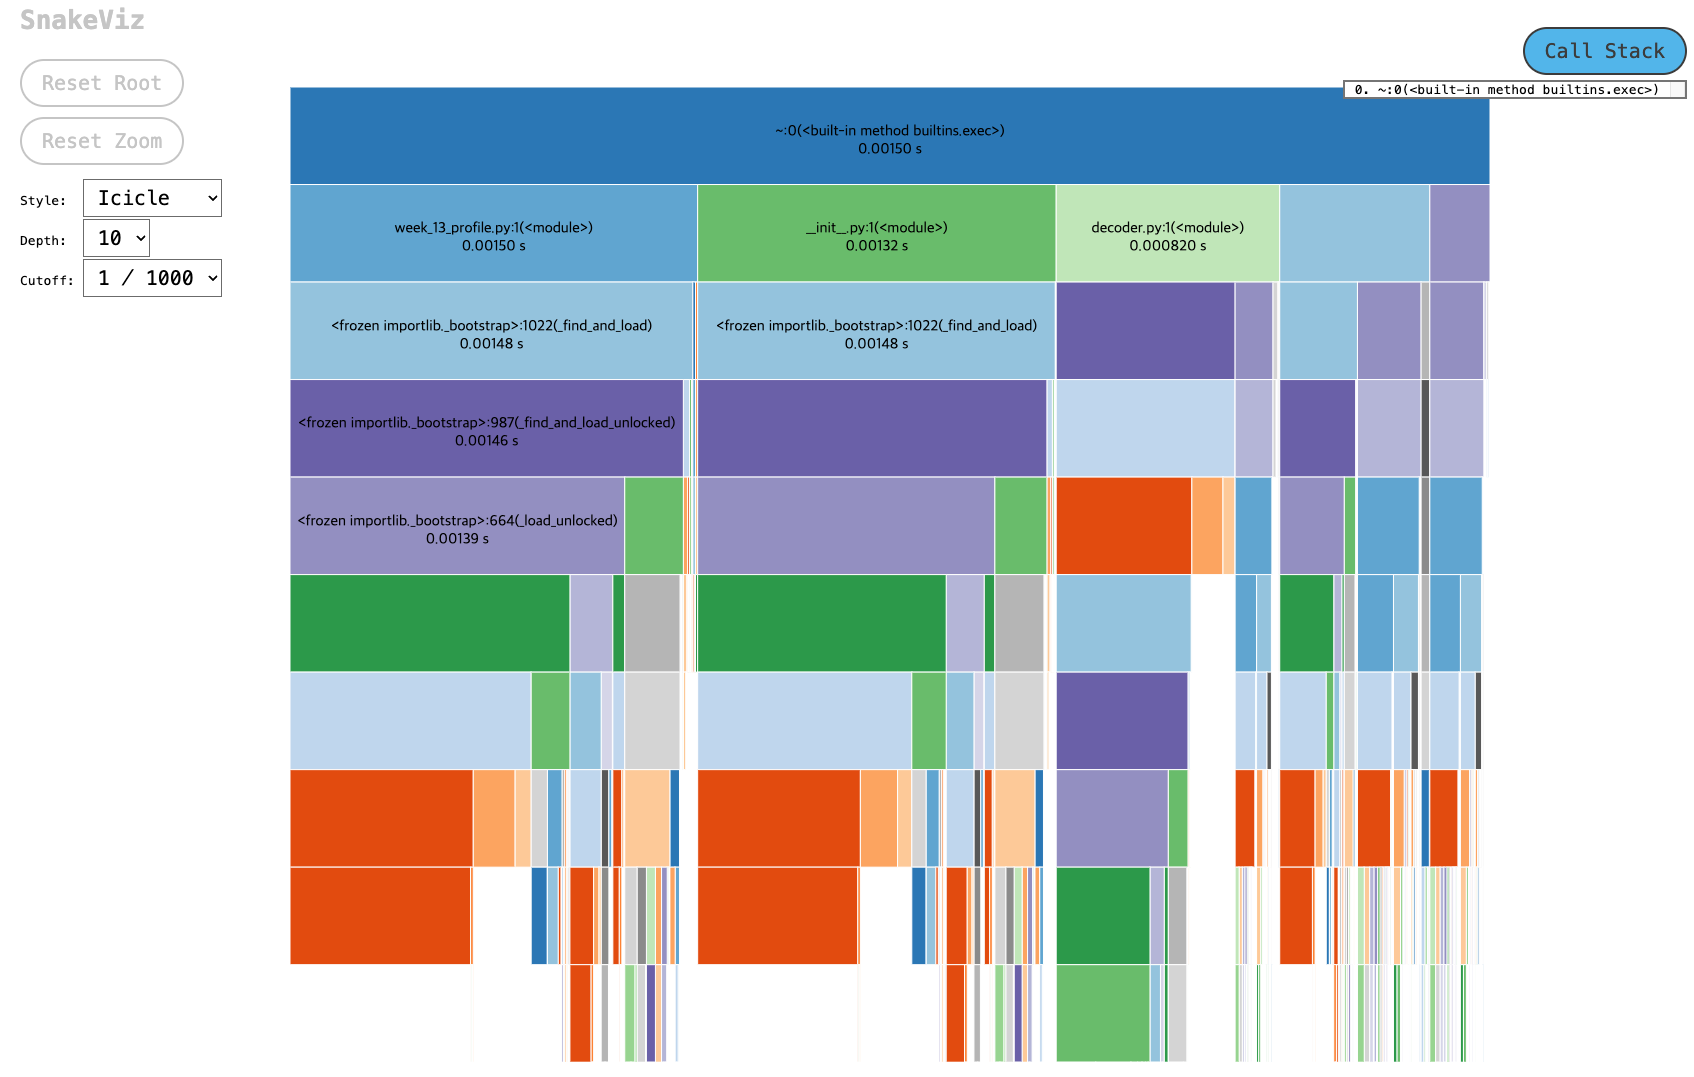 SnakeViz
Reset Root
Reset Zoom
Style: Icicle
Depth: 10
Cutoff: 1 / 1000
Call Stack
0. ~:0(<built-in method builtins.exec>)
~:0(<built-in method builtins.exec>)
0.00150 s
week_13_profile.py:1(<module>)
0.00150 s
__init__.py:1(<module>)
0.00132 s
decoder.py:1(<module>)
0.000820 s
<frozen importlib._bootstrap>:1022(_find_and_load)
0.00148 s
<frozen importlib._bootstrap>:1022(_find_and_load)
0.00148 s
<frozen importlib._bootstrap>:987(_find_and_load_unlocked)
0.00146 s
<frozen importlib._bootstrap>:664(_load_unlocked)
0.00139 s